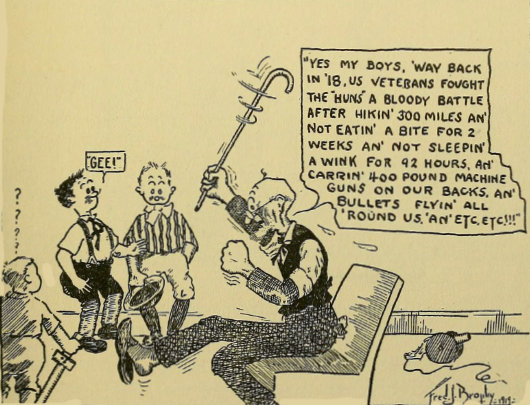 "YES MY BOYS, 'WAY BACK
IN '18, US VETERANS FOUGHT
THE "HUNS" A BLOODY BATTLE
AFTER HIKIN' 300 MILES AN'
NOT EATIN' A BITE FOR 2
WEEKS AN' NOT SLEEPIN'
A WINK FOR 92 HOURS, AN'
CARRIN' 400 POUND MACHINE
GUNS ON OUR BACKS, AN'
BULLETS FLYIN' ALL
'ROUND US, 'AN' ETC, ETC!!!"
"GEE!"
? ? ? ? ?
Fred. J. Brophy
-1919-